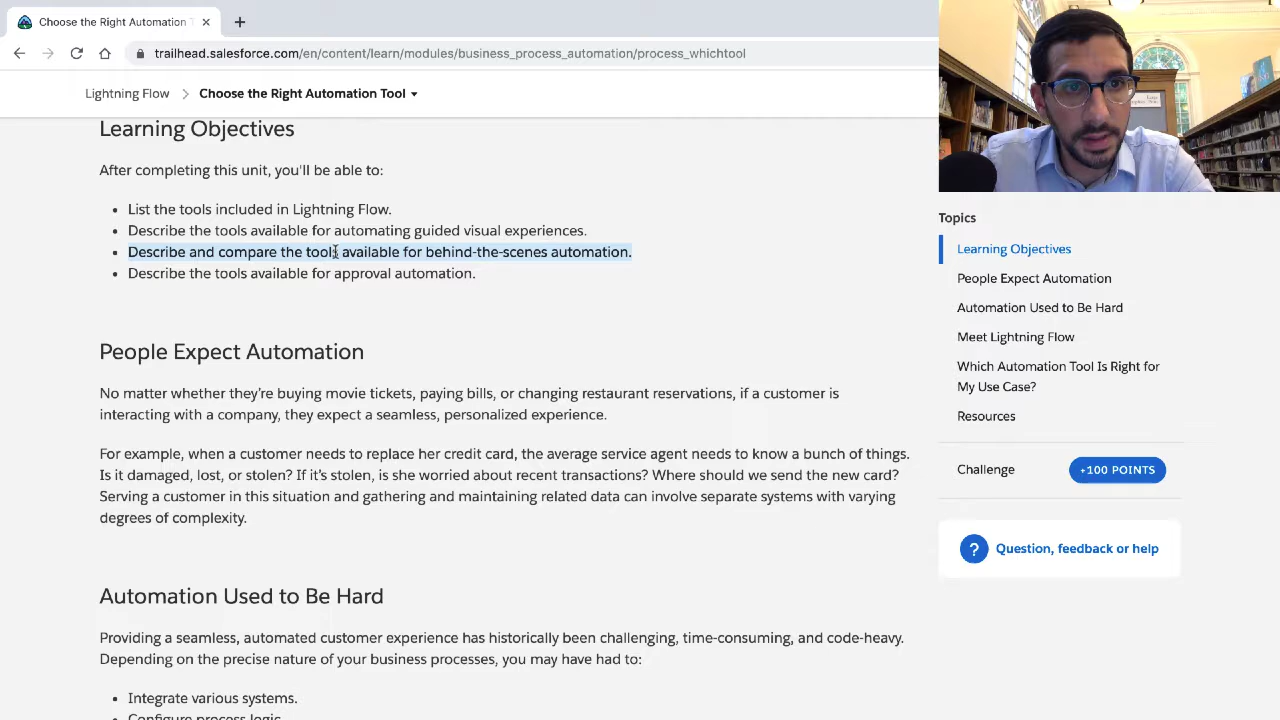 Choose the Right Automation T
trailhead.salesforce.com/en/content/learn/modules/business_process_automation/process_whichtool
Lightning Flow > Choose the Right Automation Tool
Learning Objectives
After completing this unit, you'll be able to:
• List the tools included in Lightning Flow.
• Describe the tools available for automating guided visual experiences.
• Describe and compare the tools available for behind-the-scenes automation.
• Describe the tools available for approval automation.
People Expect Automation
No matter whether they're buying movie tickets, paying bills, or changing restaurant reservations, if a customer is
interacting with a company, they expect a seamless, personalized experience.
For example, when a customer needs to replace her credit card, the average service agent needs to know a bunch of things.
Is it damaged, lost, or stolen? If it's stolen, is she worried about recent transactions? Where should we send the new card?
Serving a customer in this situation and gathering and maintaining related data can involve separate systems with varying
degrees of complexity.
Automation Used to Be Hard
Providing a seamless, automated customer experience has historically been challenging, time-consuming, and code-heavy.
Depending on the precise nature of your business processes, you may have had to:
• Integrate various systems.
• Configure process logic.
Topics
Learning Objectives
People Expect Automation
Automation Used to Be Hard
Meet Lightning Flow
Which Automation Tool Is Right for
My Use Case?
Resources
Challenge
+100 POINTS
? Question, feedback or help